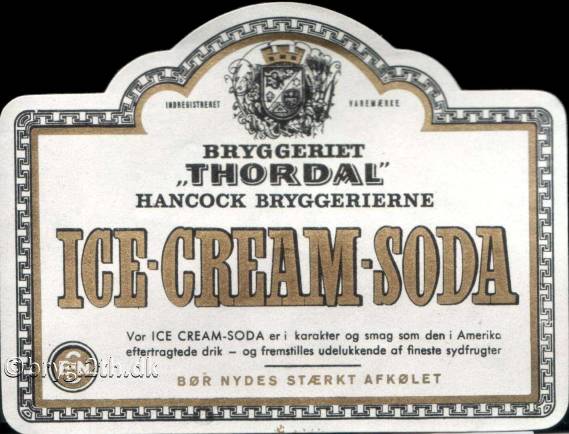 INDREGISTRERET VAREMÆRKE
BRYGGERIET
„THORDAL"
HANCOCK BRYGGERIERNE
ICE-CREAM-SODA
Vor ICE CREAM-SODA er i karakter og smag som den i Amerika
eftertragtede drik – og fremstilles udelukkende af fineste sydfrugter
BØR NYDES STÆRKT AFKØLET
© bryg2th.dk